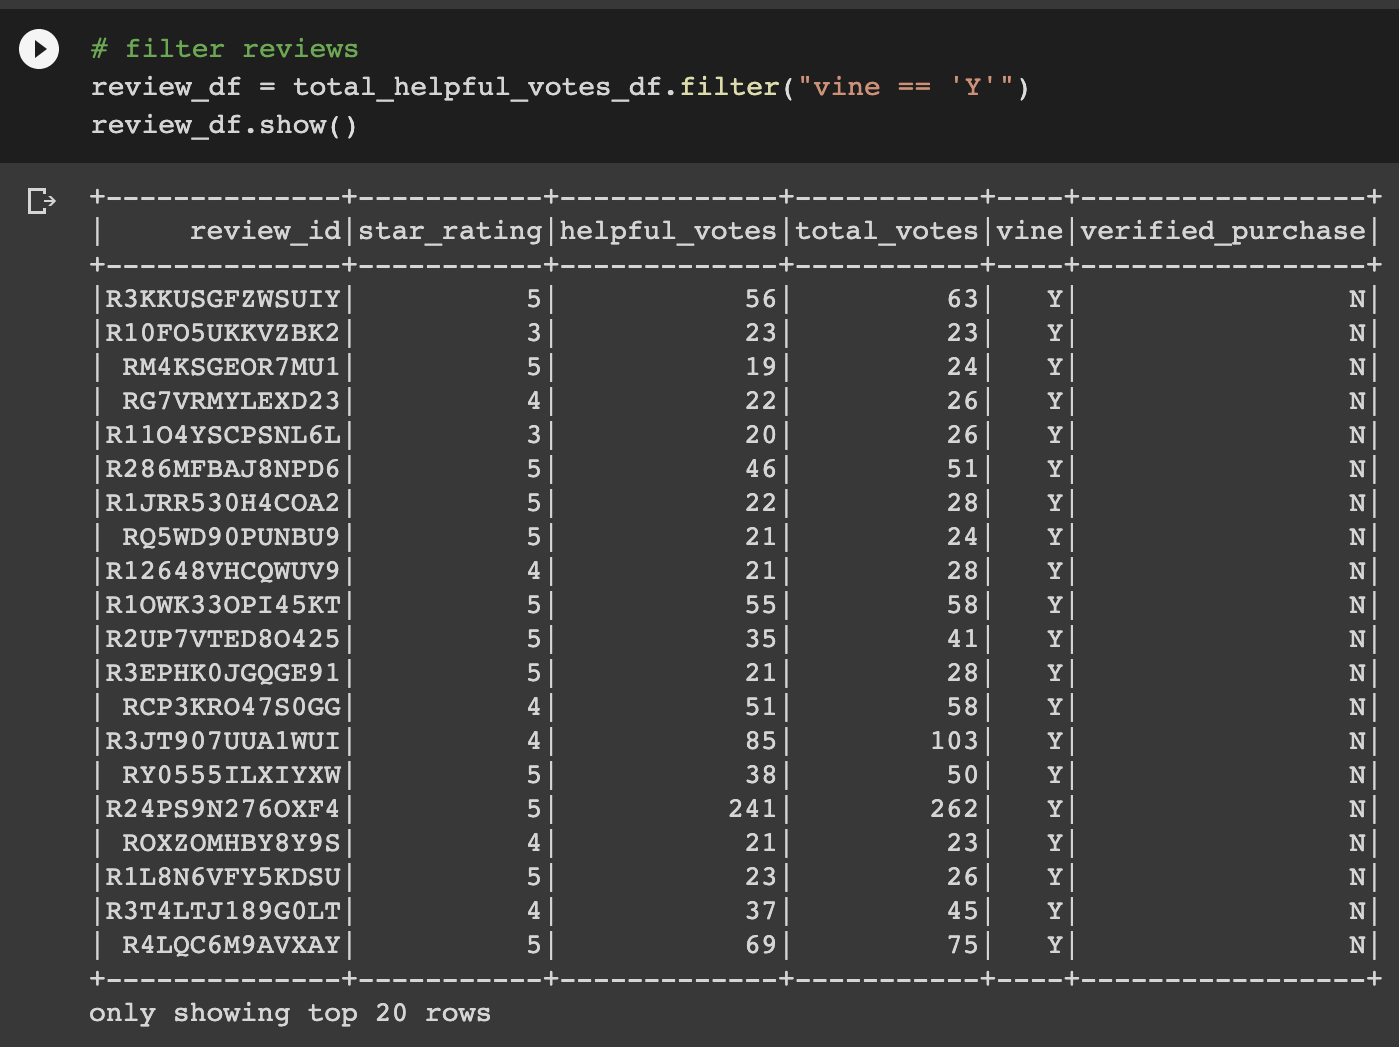 # filter reviews
review_df = total_helpful_votes_df.filter("vine == 'Y'")
review_df.show()
+--------------+-----------+-------------+-----------+----+-----------------+
|     review_id|star_rating|helpful_votes|total_votes|vine|verified_purchase|
+--------------+-----------+-------------+-----------+----+-----------------+
|R3KKUSGFZWSUIY|          5|           56|         63|   Y|                N|
|R10FO5UKKVZBK2|          3|           23|         23|   Y|                N|
| RM4KSGEOR7MU1|          5|           19|         24|   Y|                N|
| RG7VRMYLEXD23|          4|           22|         26|   Y|                N|
|R11O4YSCPSNL6L|          3|           20|         26|   Y|                N|
|R286MFBAJ8NPD6|          5|           46|         51|   Y|                N|
|R1JRR530H4COA2|          5|           22|         28|   Y|                N|
| RQ5WD90PUNBU9|          5|           21|         24|   Y|                N|
|R12648VHCQWUV9|          4|           21|         28|   Y|                N|
|R1OWK33OPI45KT|          5|           55|         58|   Y|                N|
|R2UP7VTED8O425|          5|           35|         41|   Y|                N|
|R3EPHK0JGQGE91|          5|           21|         28|   Y|                N|
| RCP3KRO47S0GG|          4|           51|         58|   Y|                N|
|R3JT907UUA1WUI|          4|           85|        103|   Y|                N|
| RY0555ILXIYXW|          5|           38|         50|   Y|                N|
|R24PS9N276OXF4|          5|          241|        262|   Y|                N|
| ROXZOMHBY8Y9S|          4|           21|         23|   Y|                N|
|R1L8N6VFY5KDSU|          5|           23|         26|   Y|                N|
|R3T4LTJ189G0LT|          4|           37|         45|   Y|                N|
| R4LQC6M9AVXAY|          5|           69|         75|   Y|                N|
+--------------+-----------+-------------+-----------+----+-----------------+
only showing top 20 rows